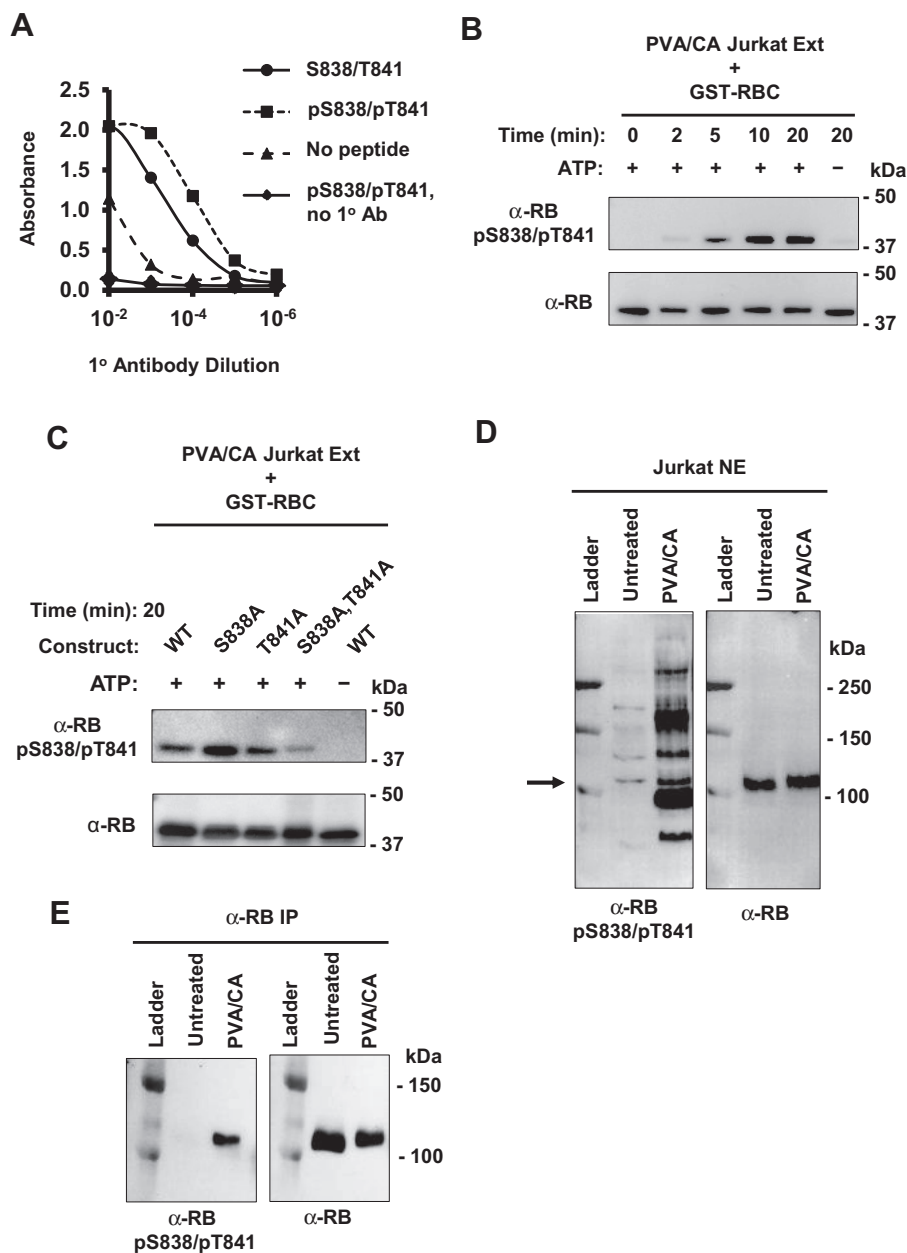 A
S838/T841
pS838/pT841
No peptide
pS838/pT841,
no 1º Ab
Absorbance
2.5
2.0
1.5
1.0
0.5
0.0
10-2 10-4 10-6
1º Antibody Dilution
B
PVA/CA Jurkat Ext
+
GST-RBC
Time (min): 0 2 5 10 20 20
ATP: + + + + + − kDa
α-RB
pS838/pT841
- 50
- 37
α-RB
- 50
- 37
C
PVA/CA Jurkat Ext
+
GST-RBC
Time (min): 20
Construct: WT S838A T841A S838A,T841A WT
ATP: + + + + − kDa
α-RB
pS838/pT841
- 50
- 37
α-RB
- 50
- 37
D
Jurkat NE
Ladder Untreated PVA/CA Ladder Untreated PVA/CA
kDa
- 250
- 150
- 100
α-RB
pS838/pT841
α-RB
E
α-RB IP
Ladder Untreated PVA/CA Ladder Untreated PVA/CA
kDa
- 150
- 100
α-RB
pS838/pT841
α-RB